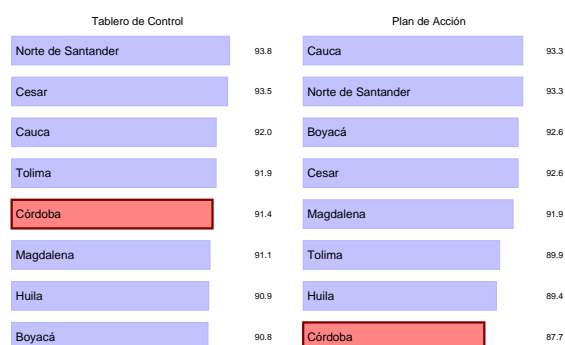 Tablero de Control
Norte de Santander 93.8
Cesar 93.5
Cauca 92.0
Tolima 91.9
Córdoba 91.4
Magdalena 91.1
Huila 90.9
Boyacá 90.8
Plan de Acción
Cauca 93.3
Norte de Santander 93.3
Boyacá 92.6
Cesar 92.6
Magdalena 91.9
Tolima 89.9
Huila 89.4
Córdoba 87.7